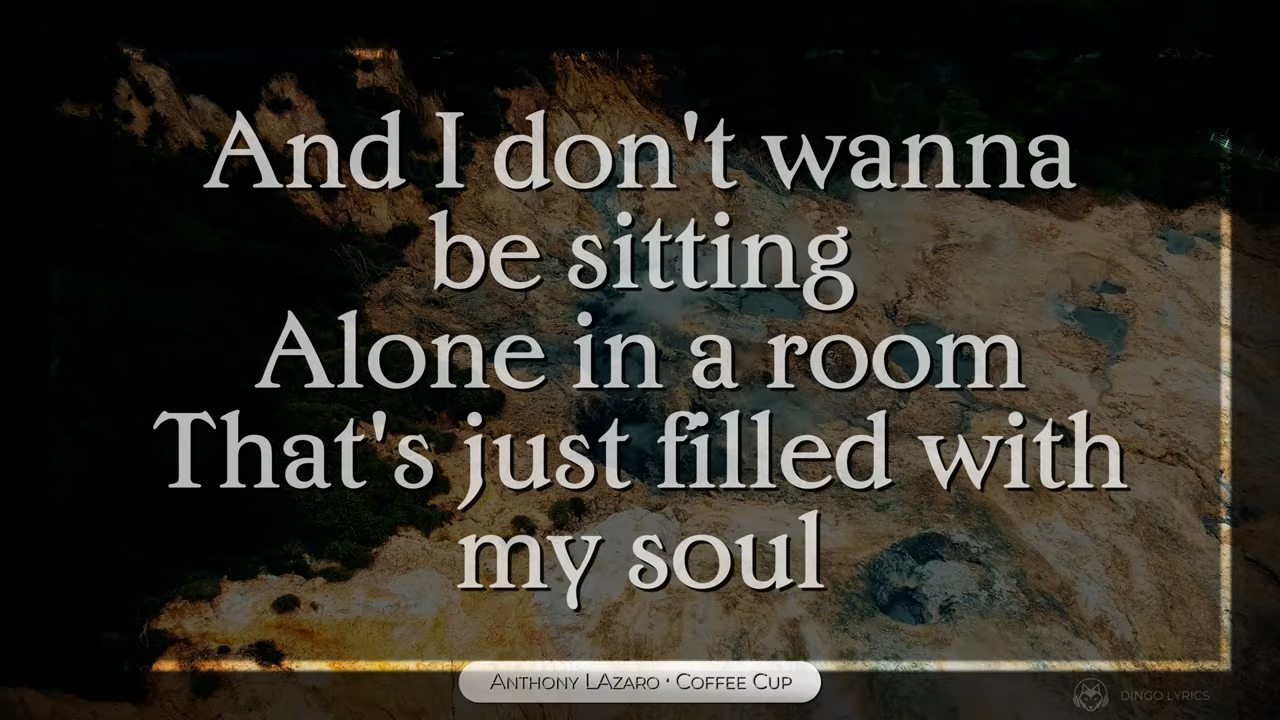 And I don't wanna
be sitting
Alone in a room
That's just filled with
my soul
Anthony LAzaro · Coffee Cup
DINGO LYRICS